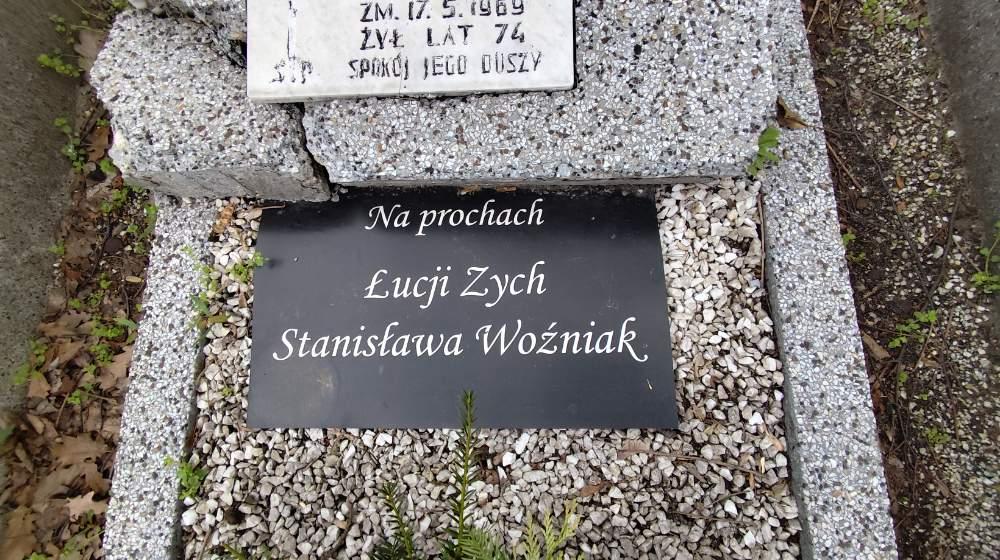 ZM. 17. 5. 1969
ŻYŁ LAT 74
Ś†P. SPOKÓJ JEGO DUSZY
Na prochach
Łucji Zych
Stanisława Woźniak